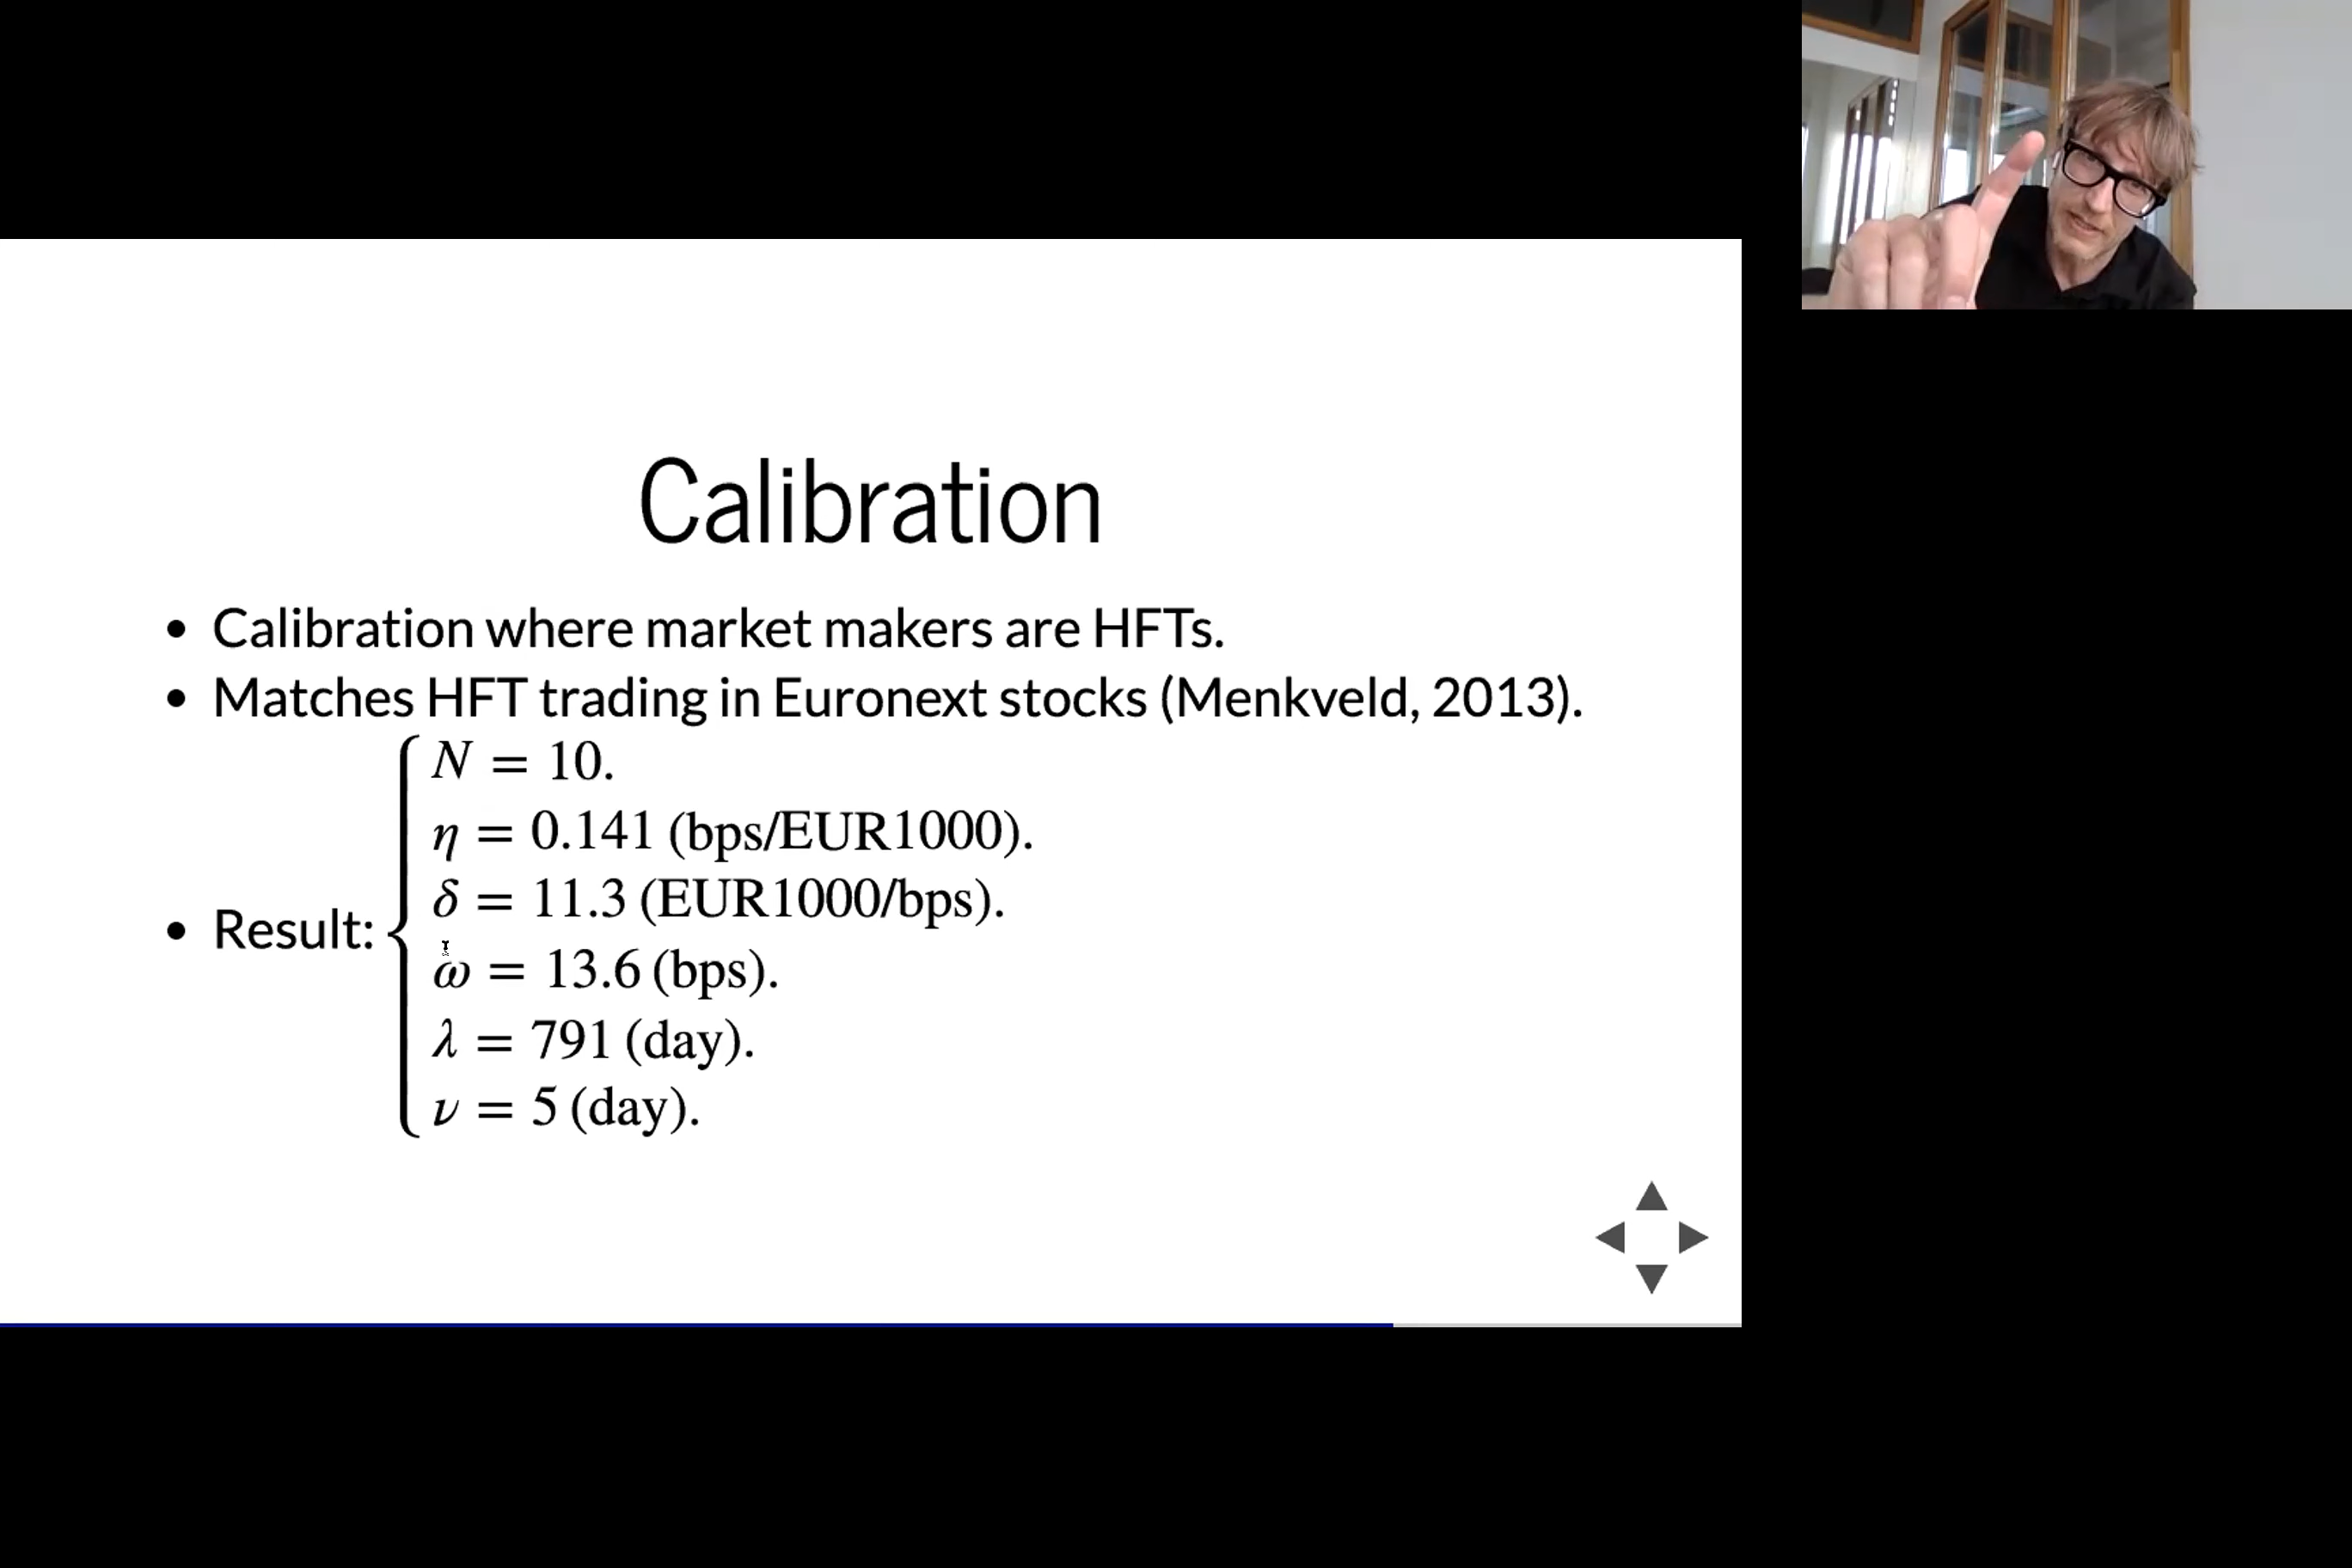 Calibration
• Calibration where market makers are HFTs.
• Matches HFT trading in Euronext stocks (Menkveld, 2013).
• Result:
N = 10.
η = 0.141 (bps/EUR1000).
δ = 11.3 (EUR1000/bps).
ω = 13.6 (bps).
λ = 791 (day).
ν = 5 (day).